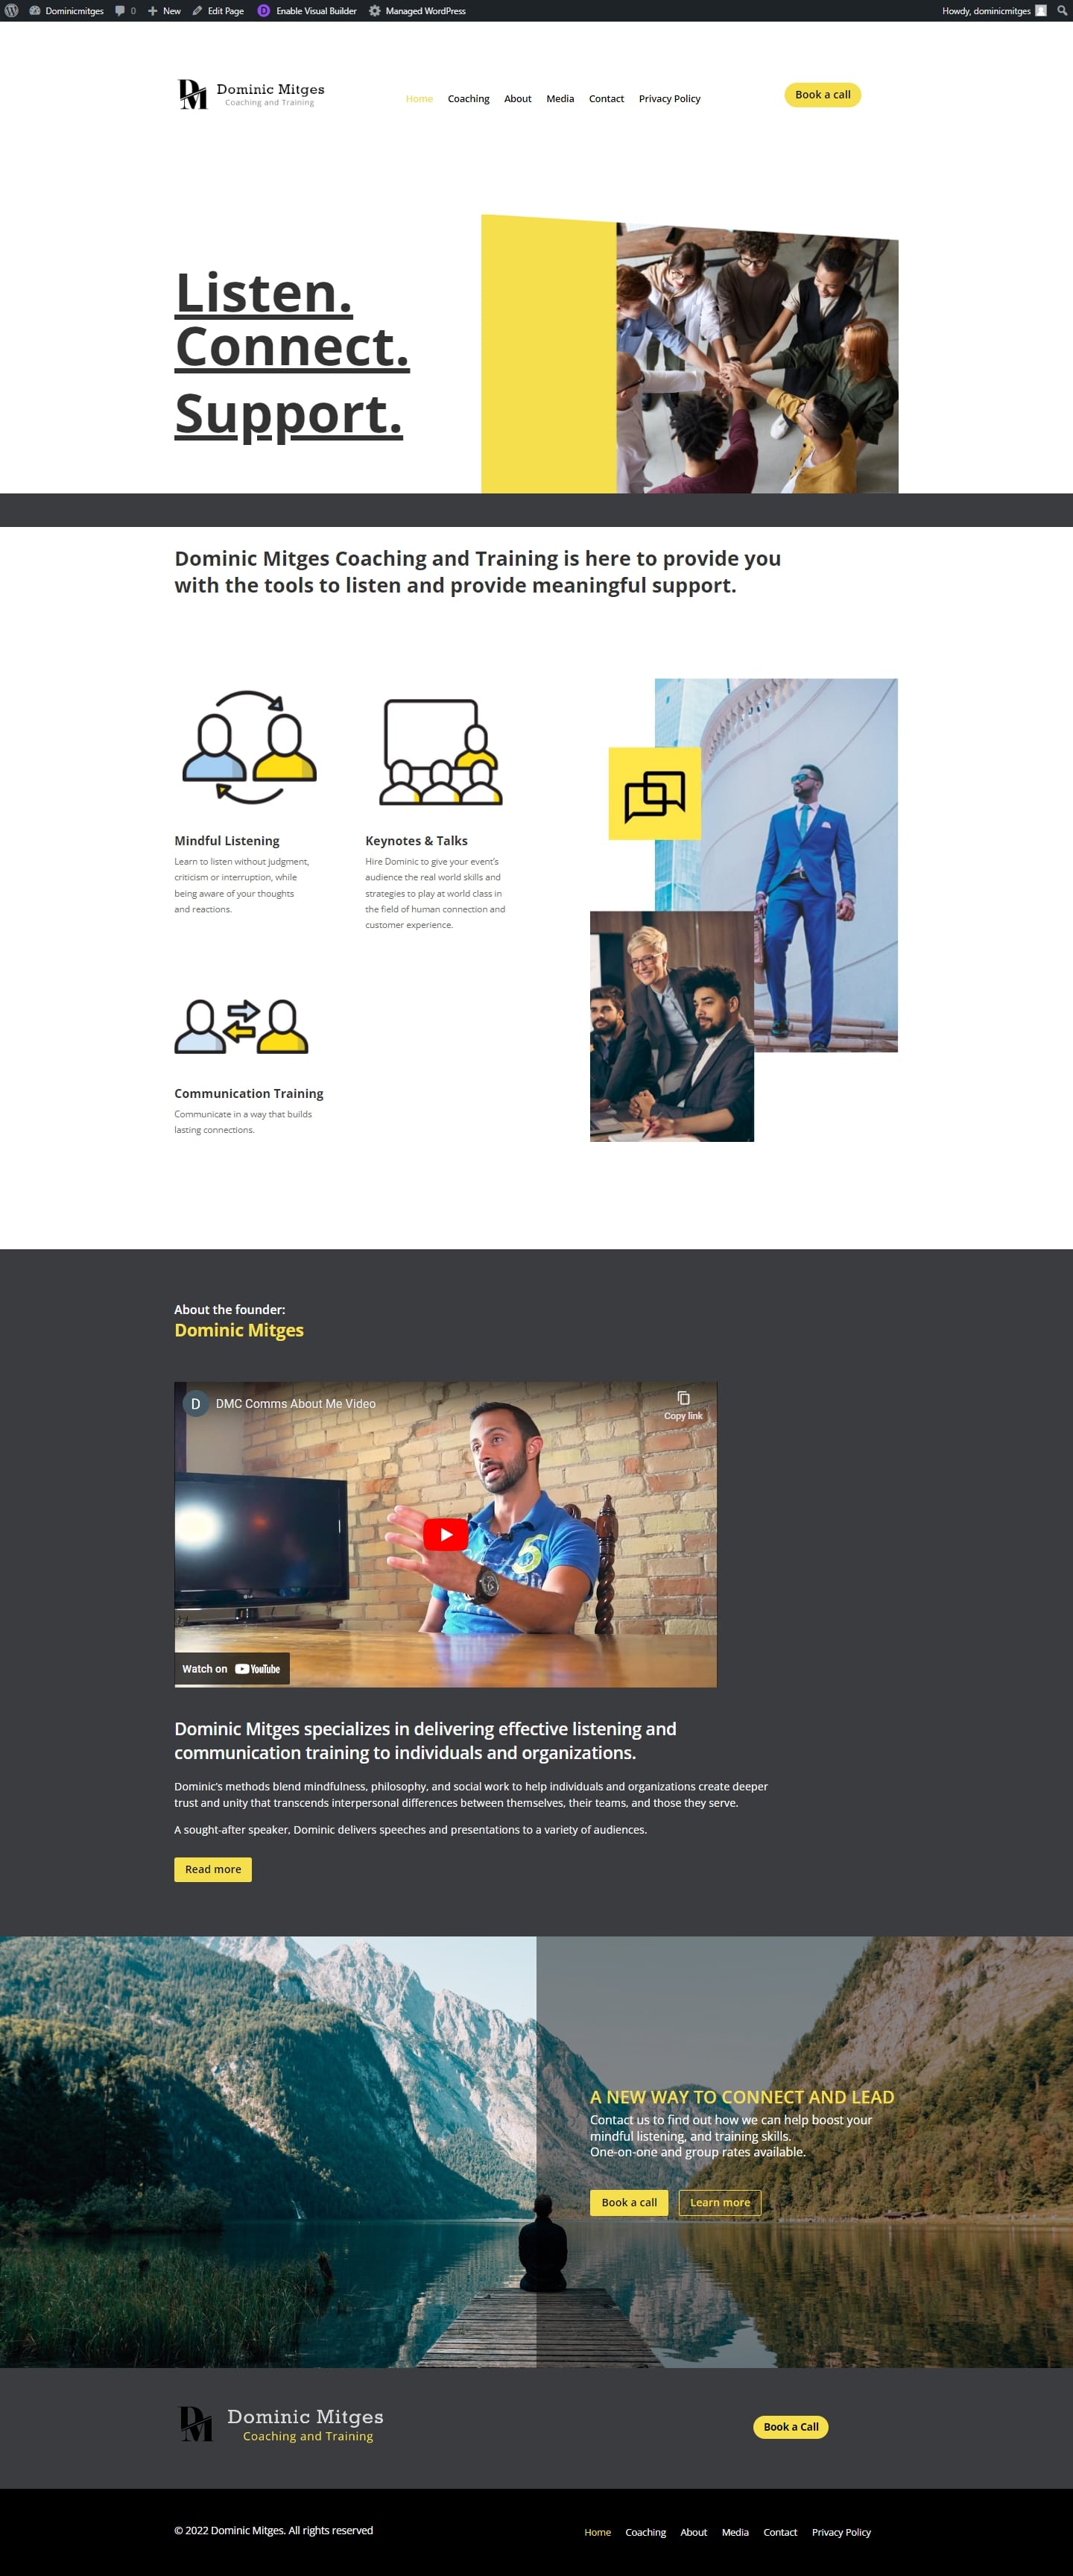 Dominicmitges 0 New Edit Page D Enable Visual Builder Managed WordPress Howdy, dominicmitges
DM Dominic Mitges
Coaching and Training
Home Coaching About Media Contact Privacy Policy
Book a call
Listen.
Connect.
Support.
Dominic Mitges Coaching and Training is here to provide you
with the tools to listen and provide meaningful support.
Mindful Listening
Learn to listen without judgment,
criticism or interruption, while
being aware of your thoughts
and reactions.
Keynotes & Talks
Hire Dominic to give your event's
audience the real world skills and
strategies to play at world class in
the field of human connection and
customer experience.
Communication Training
Communicate in a way that builds
lasting connections.
About the founder:
Dominic Mitges
D DMC Comms About Me Video
Copy link
5
LG
Watch on YouTube
Dominic Mitges specializes in delivering effective listening and
communication training to individuals and organizations.
Dominic's methods blend mindfulness, philosophy, and social work to help individuals and organizations create deeper
trust and unity that transcends interpersonal differences between themselves, their teams, and those they serve.
A sought-after speaker, Dominic delivers speeches and presentations to a variety of audiences.
Read more
A NEW WAY TO CONNECT AND LEAD
Contact us to find out how we can help boost your
mindful listening, and training skills.
One-on-one and group rates available.
Book a call Learn more
DM Dominic Mitges
Coaching and Training
Book a Call
© 2022 Dominic Mitges. All rights reserved
Home Coaching About Media Contact Privacy Policy